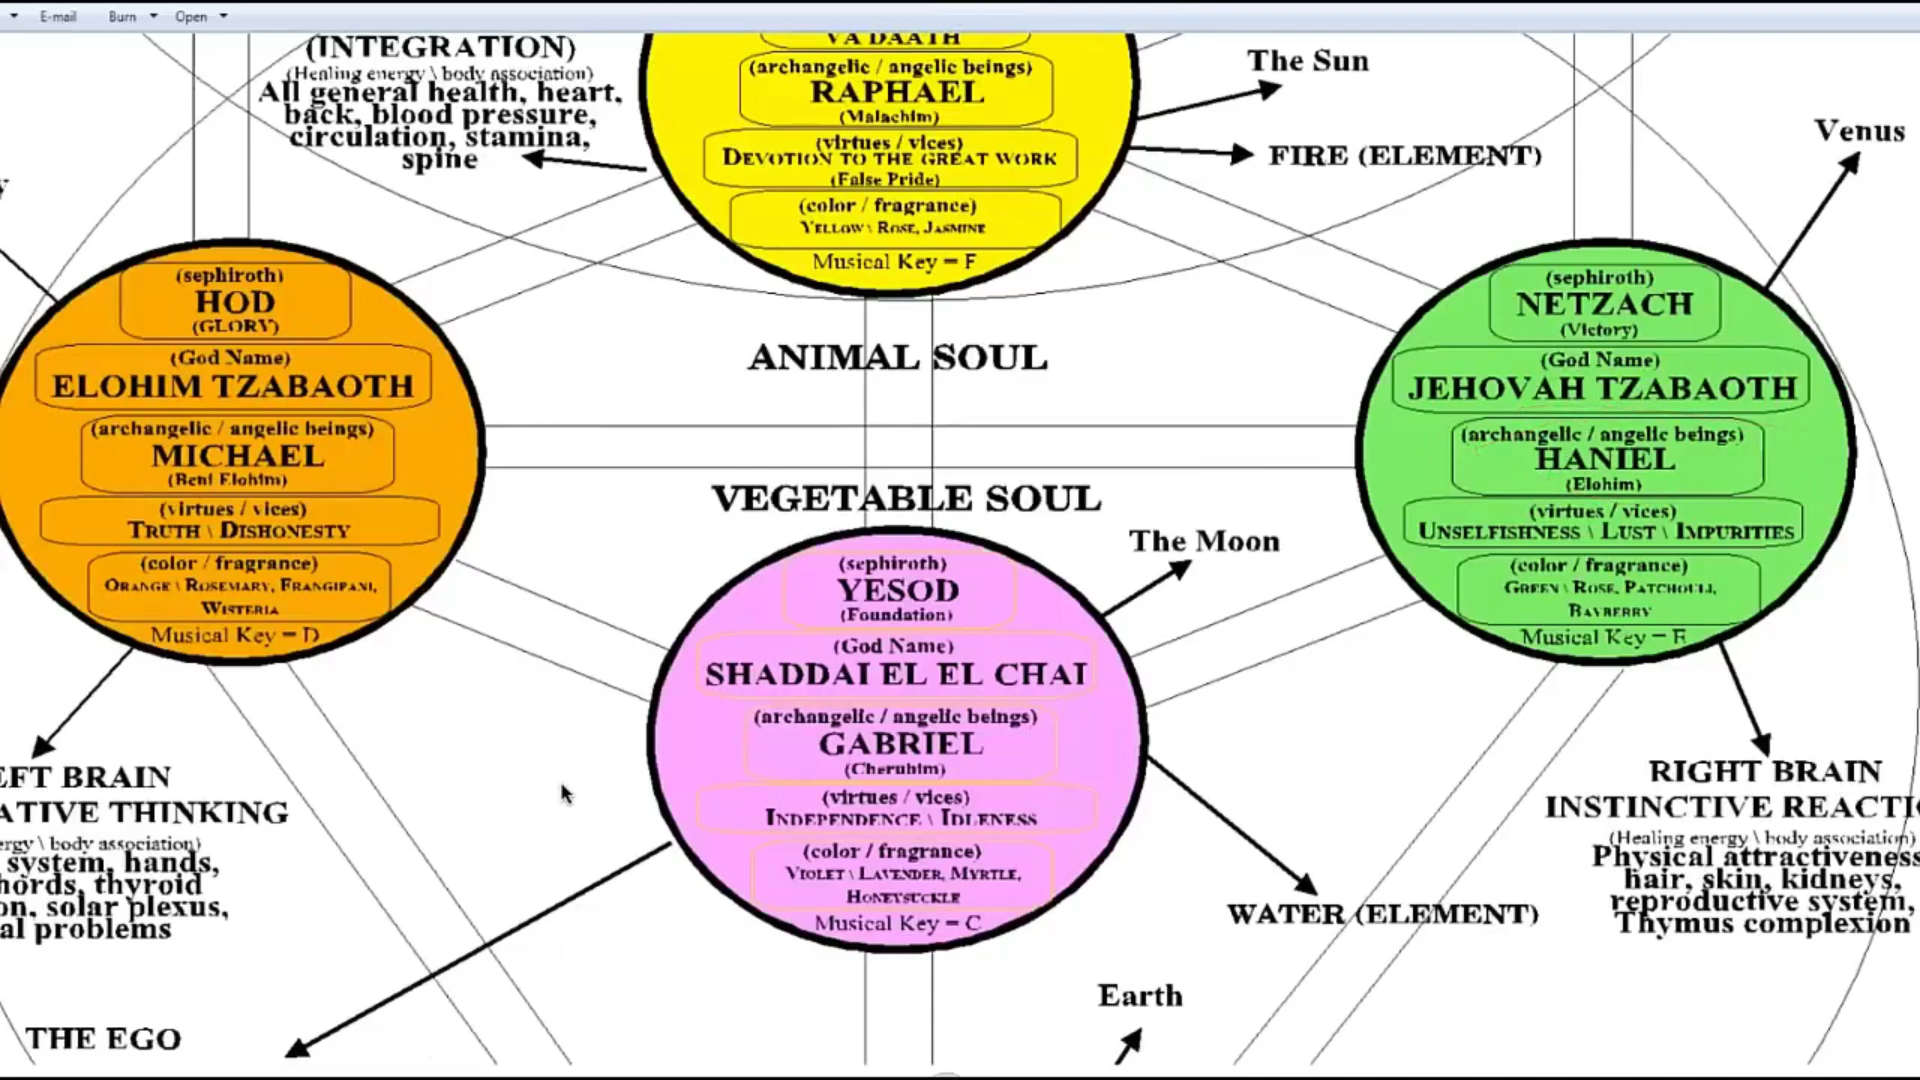 E-mail Burn Open
(INTEGRATION)
(Healing energy \ body association)
All general health, heart,
back, blood pressure,
circulation, stamina,
spine
VA DAATH
(archangelic / angelic beings)
RAPHAEL
(Malachim)
(virtues / vices)
DEVOTION TO THE GREAT WORK
(False Pride)
(color / fragrance)
YELLOW \ ROSE, JASMINE
Musical Key = F
The Sun
FIRE (ELEMENT)
Venus
(sephiroth)
HOD
(GLORY)
(God Name)
ELOHIM TZABAOTH
(archangelic / angelic beings)
MICHAEL
(Beni Elohim)
(virtues / vices)
TRUTH \ DISHONESTY
(color / fragrance)
ORANGE \ ROSEMARY, FRANGIPANI,
WISTERIA
Musical Key = D
ANIMAL SOUL
VEGETABLE SOUL
(sephiroth)
NETZACH
(Victory)
(God Name)
JEHOVAH TZABAOTH
(archangelic / angelic beings)
HANIEL
(Elohim)
(virtues / vices)
UNSELFISHNESS \ LUST \ IMPURITIES
(color / fragrance)
GREEN \ ROSE, PATCHOULI,
BAYBERRY
Musical Key = E
The Moon
(sephiroth)
YESOD
(Foundation)
(God Name)
SHADDAI EL EL CHAI
(archangelic / angelic beings)
GABRIEL
(Cherubim)
(virtues / vices)
INDEPENDENCE \ IDLENESS
(color / fragrance)
VIOLET \ LAVENDER, MYRTLE,
HONEYSUCKLE
Musical Key = C
WATER (ELEMENT)
Earth
EFT BRAIN
ATIVE THINKING
ergy \ body association)
system, hands,
hords, thyroid
on, solar plexus,
al problems
THE EGO
RIGHT BRAIN
INSTINCTIVE REACTI
(Healing energy \ body association)
Physical attractiveness
hair, skin, kidneys,
reproductive system,
Thymus complexion